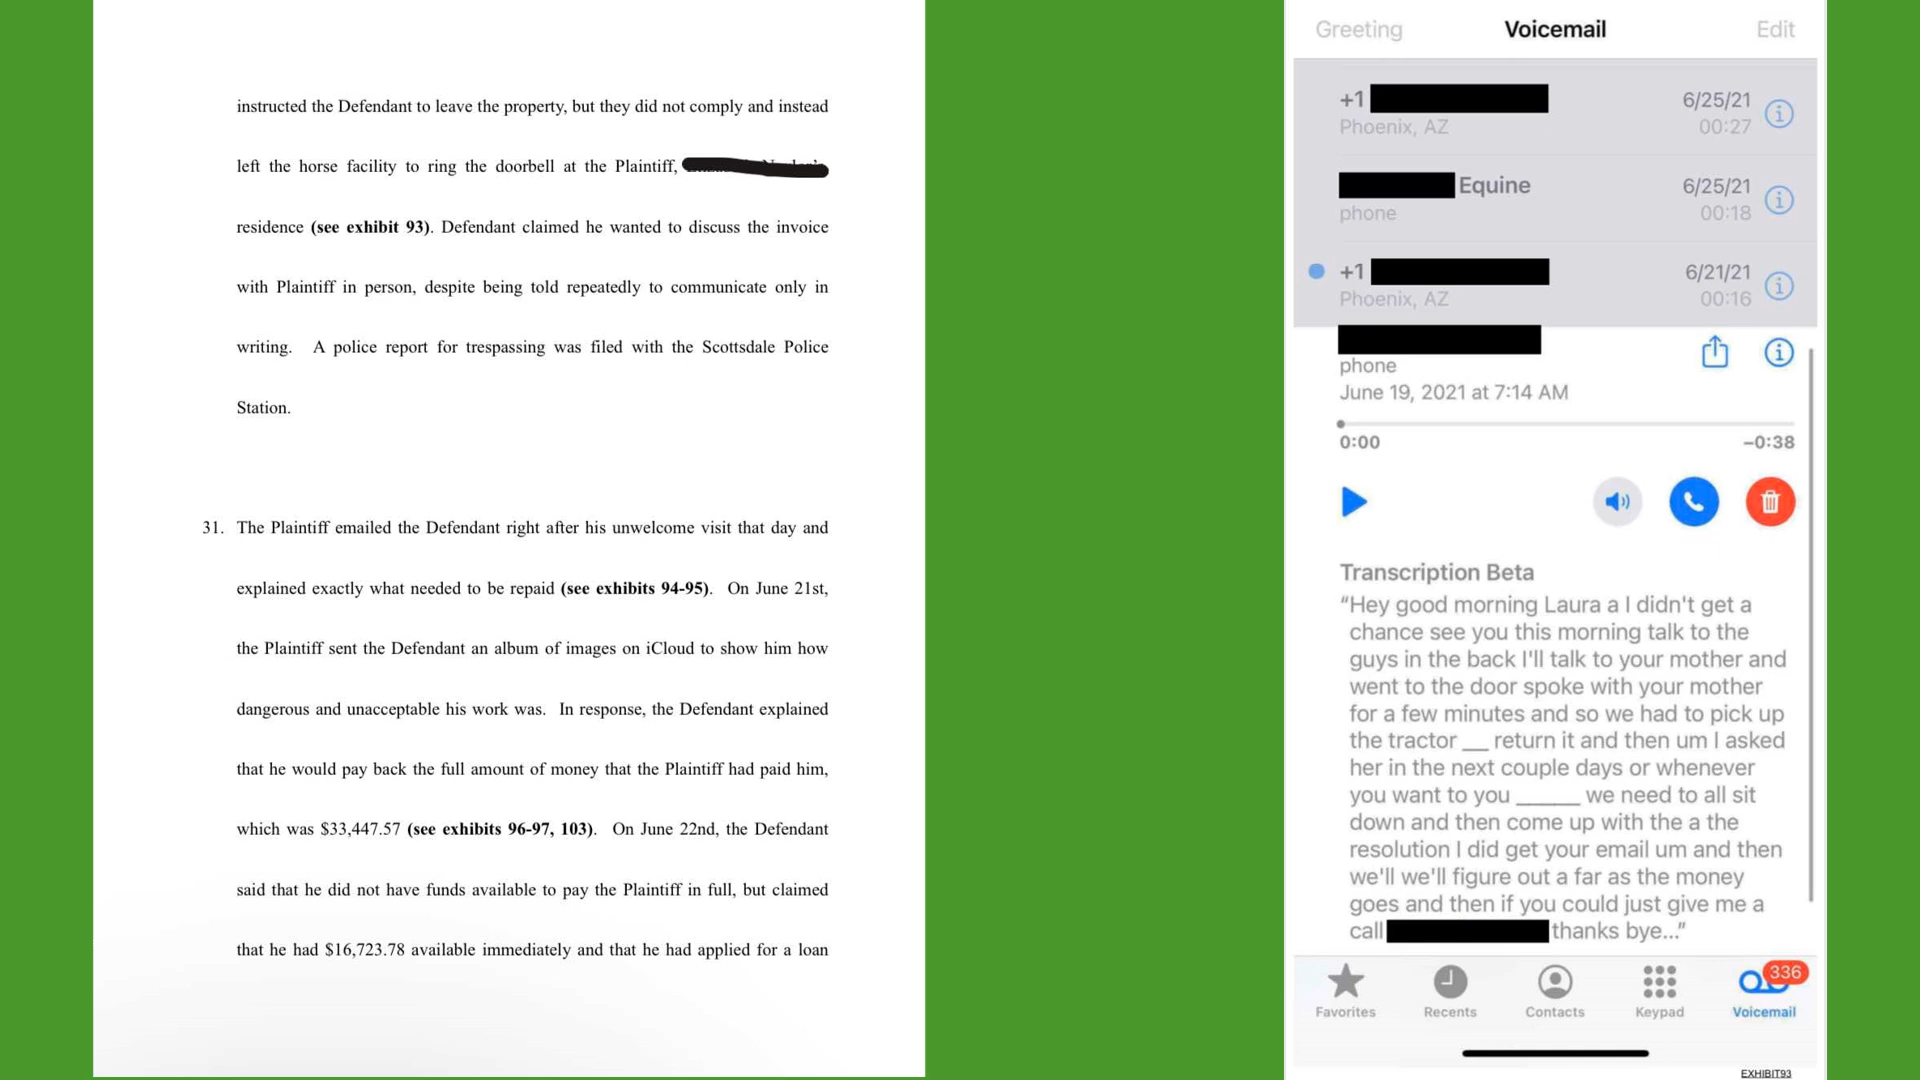 instructed the Defendant to leave the property, but they did not comply and instead
left the horse facility to ring the doorbell at the Plaintiff,
residence (see exhibit 93). Defendant claimed he wanted to discuss the invoice
with Plaintiff in person, despite being told repeatedly to communicate only in
writing. A police report for trespassing was filed with the Scottsdale Police
Station.
31. The Plaintiff emailed the Defendant right after his unwelcome visit that day and
explained exactly what needed to be repaid (see exhibits 94-95). On June 21st,
the Plaintiff sent the Defendant an album of images on iCloud to show him how
dangerous and unacceptable his work was. In response, the Defendant explained
that he would pay back the full amount of money that the Plaintiff had paid him,
which was $33,447.57 (see exhibits 96-97, 103). On June 22nd, the Defendant
said that he did not have funds available to pay the Plaintiff in full, but claimed
that he had $16,723.78 available immediately and that he had applied for a loan
Greeting Voicemail Edit
+1 6/25/21
Phoenix, AZ 00:27
Equine 6/25/21
phone 00:18
+1 6/21/21
Phoenix, AZ 00:16
phone
June 19, 2021 at 7:14 AM
0:00 −0:38
Transcription Beta
“Hey good morning Laura a I didn't get a
chance see you this morning talk to the
guys in the back I'll talk to your mother and
went to the door spoke with your mother
for a few minutes and so we had to pick up
the tractor __ return it and then um I asked
her in the next couple days or whenever
you want to you _____ we need to all sit
down and then come up with the a the
resolution I did get your email um and then
we'll we'll figure out a far as the money
goes and then if you could just give me a
call thanks bye...”
336
Favorites Recents Contacts Keypad Voicemail
EXHIBIT93